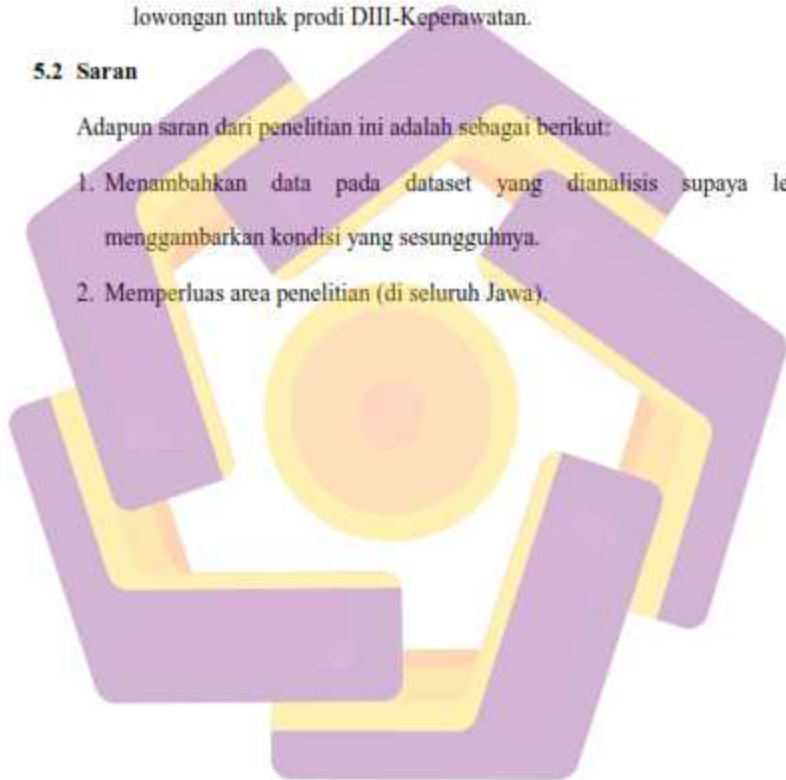 lowongan untuk prodi DIII-Keperawatan.
5.2 Saran
Adapun saran dari penelitian ini adalah sebagai berikut:
1. Menambahkan data pada dataset yang dianalisis supaya le
menggambarkan kondisi yang sesungguhnya.
2. Memperluas area penelitian (di seluruh Jawa).